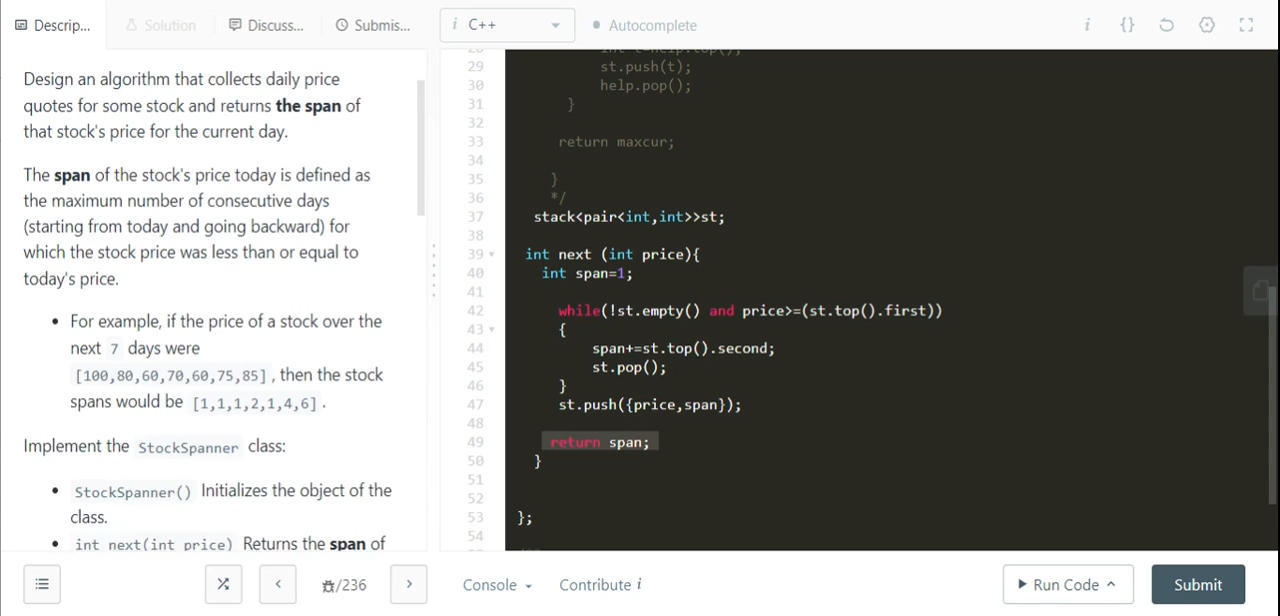 Descrip...
Solution
Discuss...
Submis...
i C++
Autocomplete
i {}
Design an algorithm that collects daily price
quotes for some stock and returns the span of
that stock's price for the current day.
The span of the stock's price today is defined as
the maximum number of consecutive days
(starting from today and going backward) for
which the stock price was less than or equal to
today's price.
• For example, if the price of a stock over the
next 7 days were
[100,80,60,70,60,75,85], then the stock
spans would be [1,1,1,2,1,4,6].
Implement the StockSpanner class:
• StockSpanner() Initializes the object of the
class.
• int next(int price) Returns the span of
28 int t=help.top();
29 st.push(t);
30 help.pop();
31 }
32
33 return maxcur;
34
35 }
36 */
37 stack<pair<int,int>>st;
38
39 int next (int price){
40 int span=1;
41
42 while(!st.empty() and price>=(st.top().first))
43 {
44 span+=st.top().second;
45 st.pop();
46 }
47 st.push({price,span});
48
49 return span;
50 }
51
52
53 };
54
/236
Console
Contribute i
Run Code
Submit